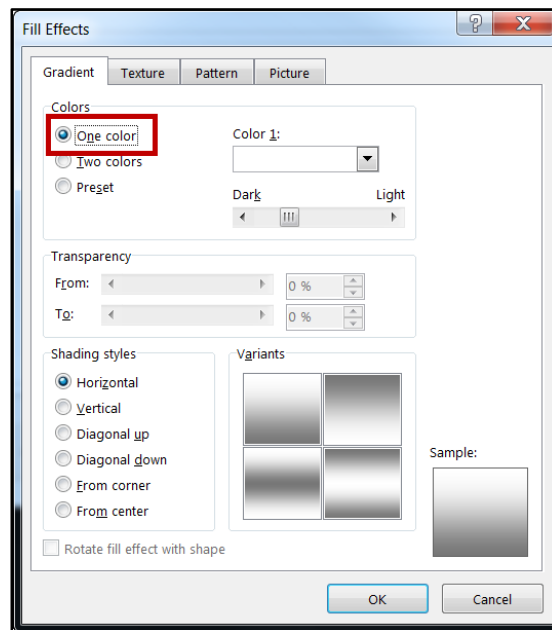 Fill Effects
Gradient Texture Pattern Picture
Colors
One color
Color 1:
Two colors
Preset
Dark Light
Transparency
From: 0 %
To: 0 %
Shading styles
Variants
Horizontal
Vertical
Diagonal up
Diagonal down
From corner
From center
Sample:
Rotate fill effect with shape
OK Cancel